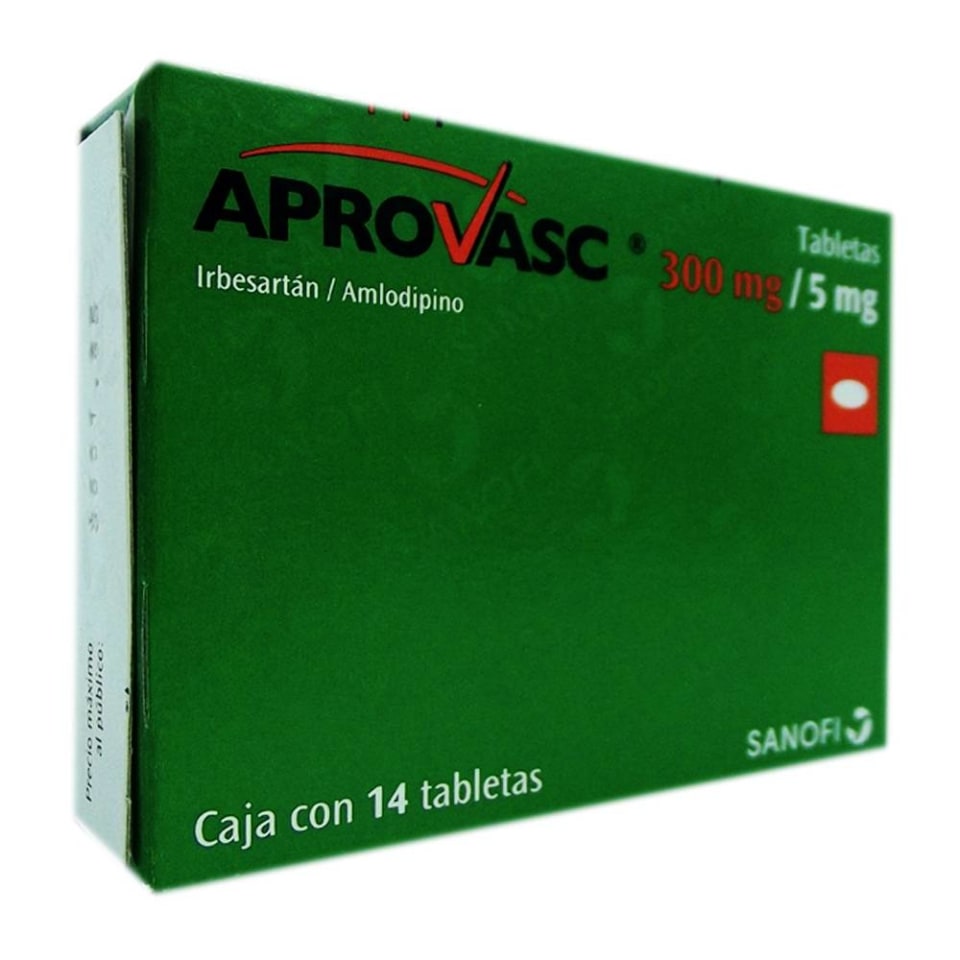 APROVASC ®
Irbesartán / Amlodipino
Tabletas
300 mg / 5 mg
SANOFI
Caja con 14 tabletas
Precio máximo
al público: